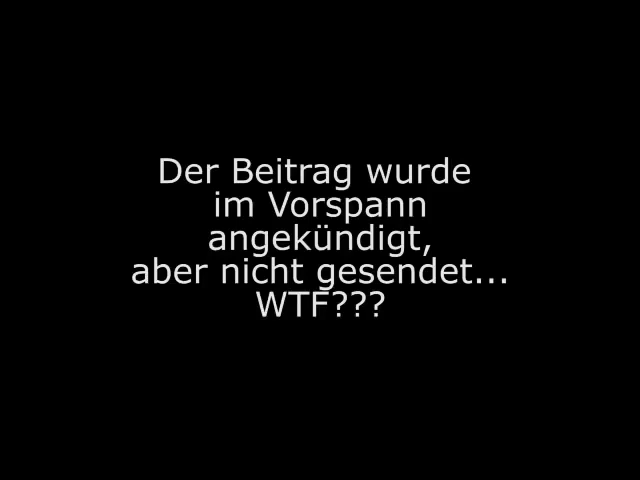 Der Beitrag wurde
im Vorspann
angekündigt,
aber nicht gesendet...
WTF???